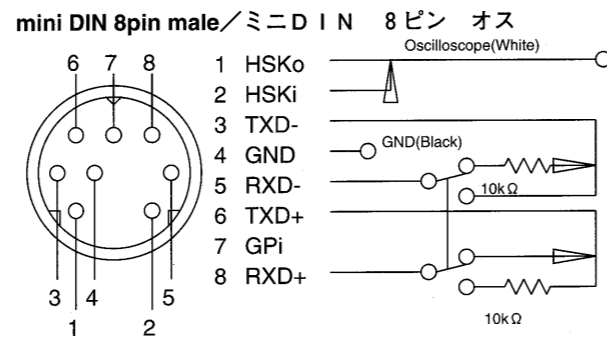 mini DIN 8pin male／ミニＤＩＮ　８ピン　オス
Oscilloscope(White)
6 7 8
1 HSKo
2 HSKi
3 TXD-
4 GND
GND(Black)
5 RXD-
10kΩ
6 TXD+
7 GPi
8 RXD+
3 4 5
1 2
10kΩ